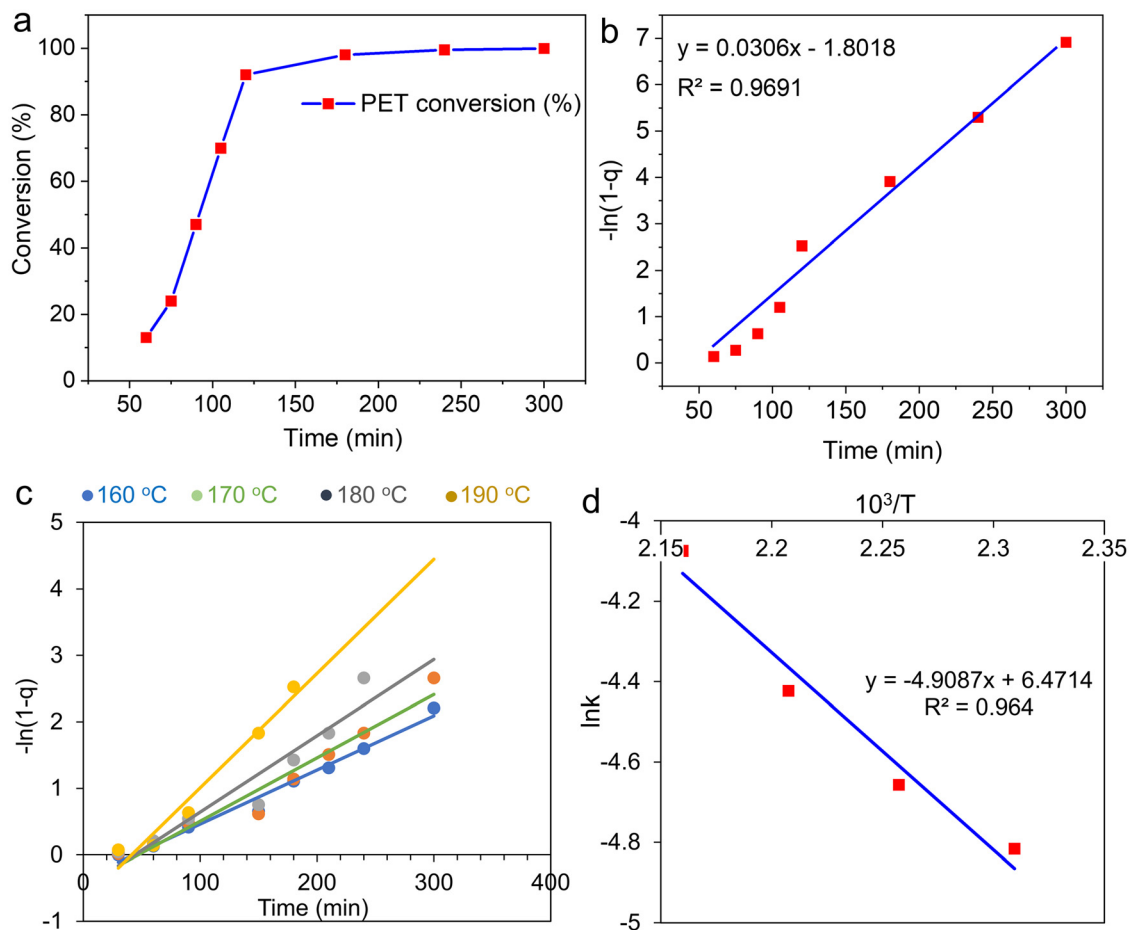 a
100
80
60
40
20
0
Conversion (%)
PET conversion (%)
50 100 150 200 250 300
Time (min)
b
y = 0.0306x - 1.8018
R² = 0.9691
7
6
5
4
3
2
1
0
-ln(1-q)
50 100 150 200 250 300
Time (min)
c
160 °C 170 °C 180 °C 190 °C
5
4
3
2
1
0
-1
-ln(1-q)
0 100 200 300 400
Time (min)
d
10³/T
2.15 2.2 2.25 2.3 2.35
-4
-4.2
-4.4
-4.6
-4.8
-5
lnk
y = -4.9087x + 6.4714
R² = 0.964